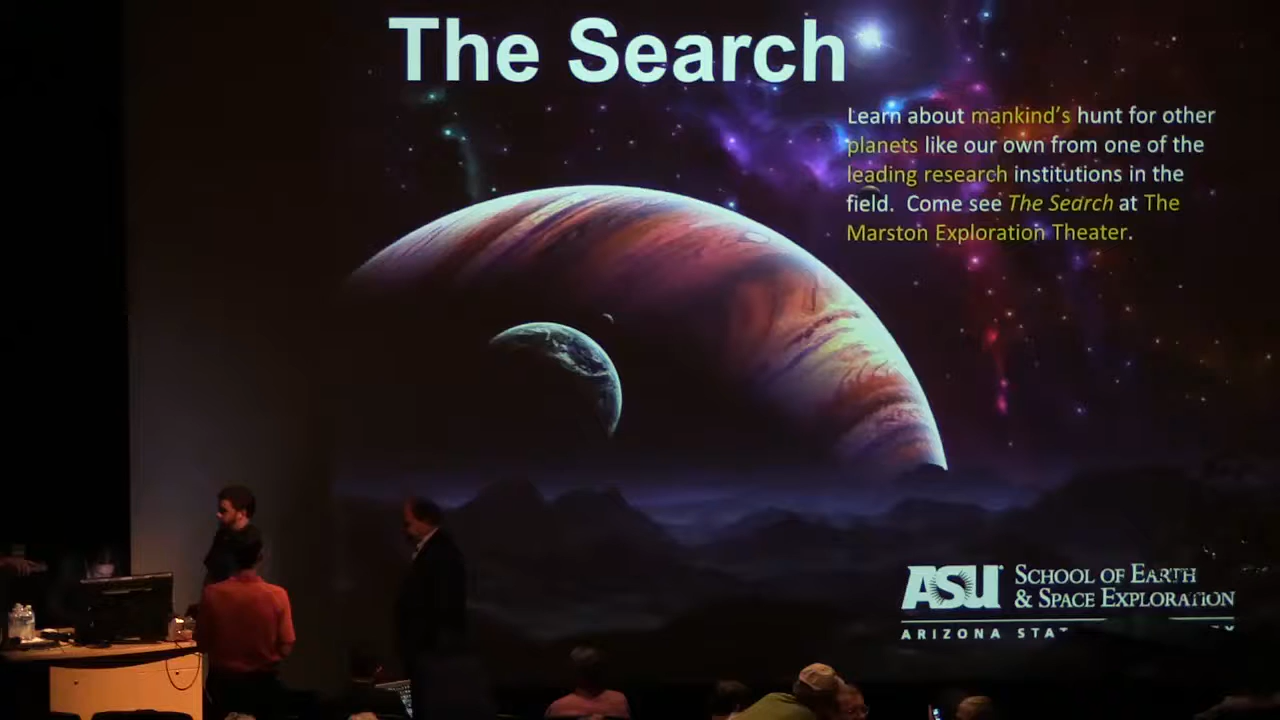 The Search
Learn about mankind's hunt for other
planets like our own from one of the
leading research institutions in the
field.  Come see The Search at The
Marston Exploration Theater.
ASU SCHOOL OF EARTH
& SPACE EXPLORATION
ARIZONA